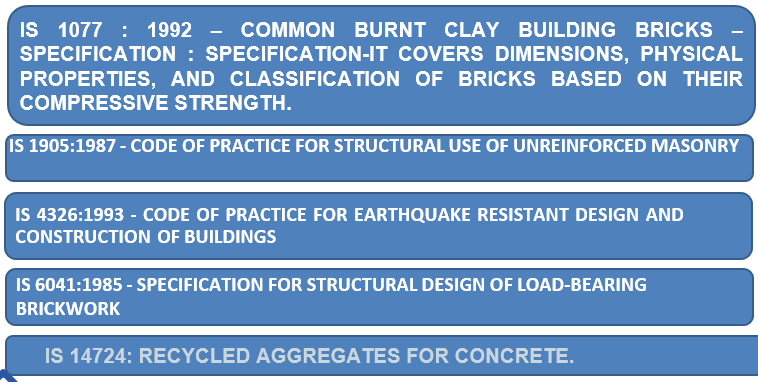 IS 1077 : 1992 – COMMON BURNT CLAY BUILDING BRICKS –
SPECIFICATION : SPECIFICATION-IT COVERS DIMENSIONS, PHYSICAL
PROPERTIES, AND CLASSIFICATION OF BRICKS BASED ON THEIR
COMPRESSIVE STRENGTH.
IS 1905:1987 - CODE OF PRACTICE FOR STRUCTURAL USE OF UNREINFORCED MASONRY
IS 4326:1993 - CODE OF PRACTICE FOR EARTHQUAKE RESISTANT DESIGN AND
CONSTRUCTION OF BUILDINGS
IS 6041:1985 - SPECIFICATION FOR STRUCTURAL DESIGN OF LOAD-BEARING
BRICKWORK
IS 14724: RECYCLED AGGREGATES FOR CONCRETE.